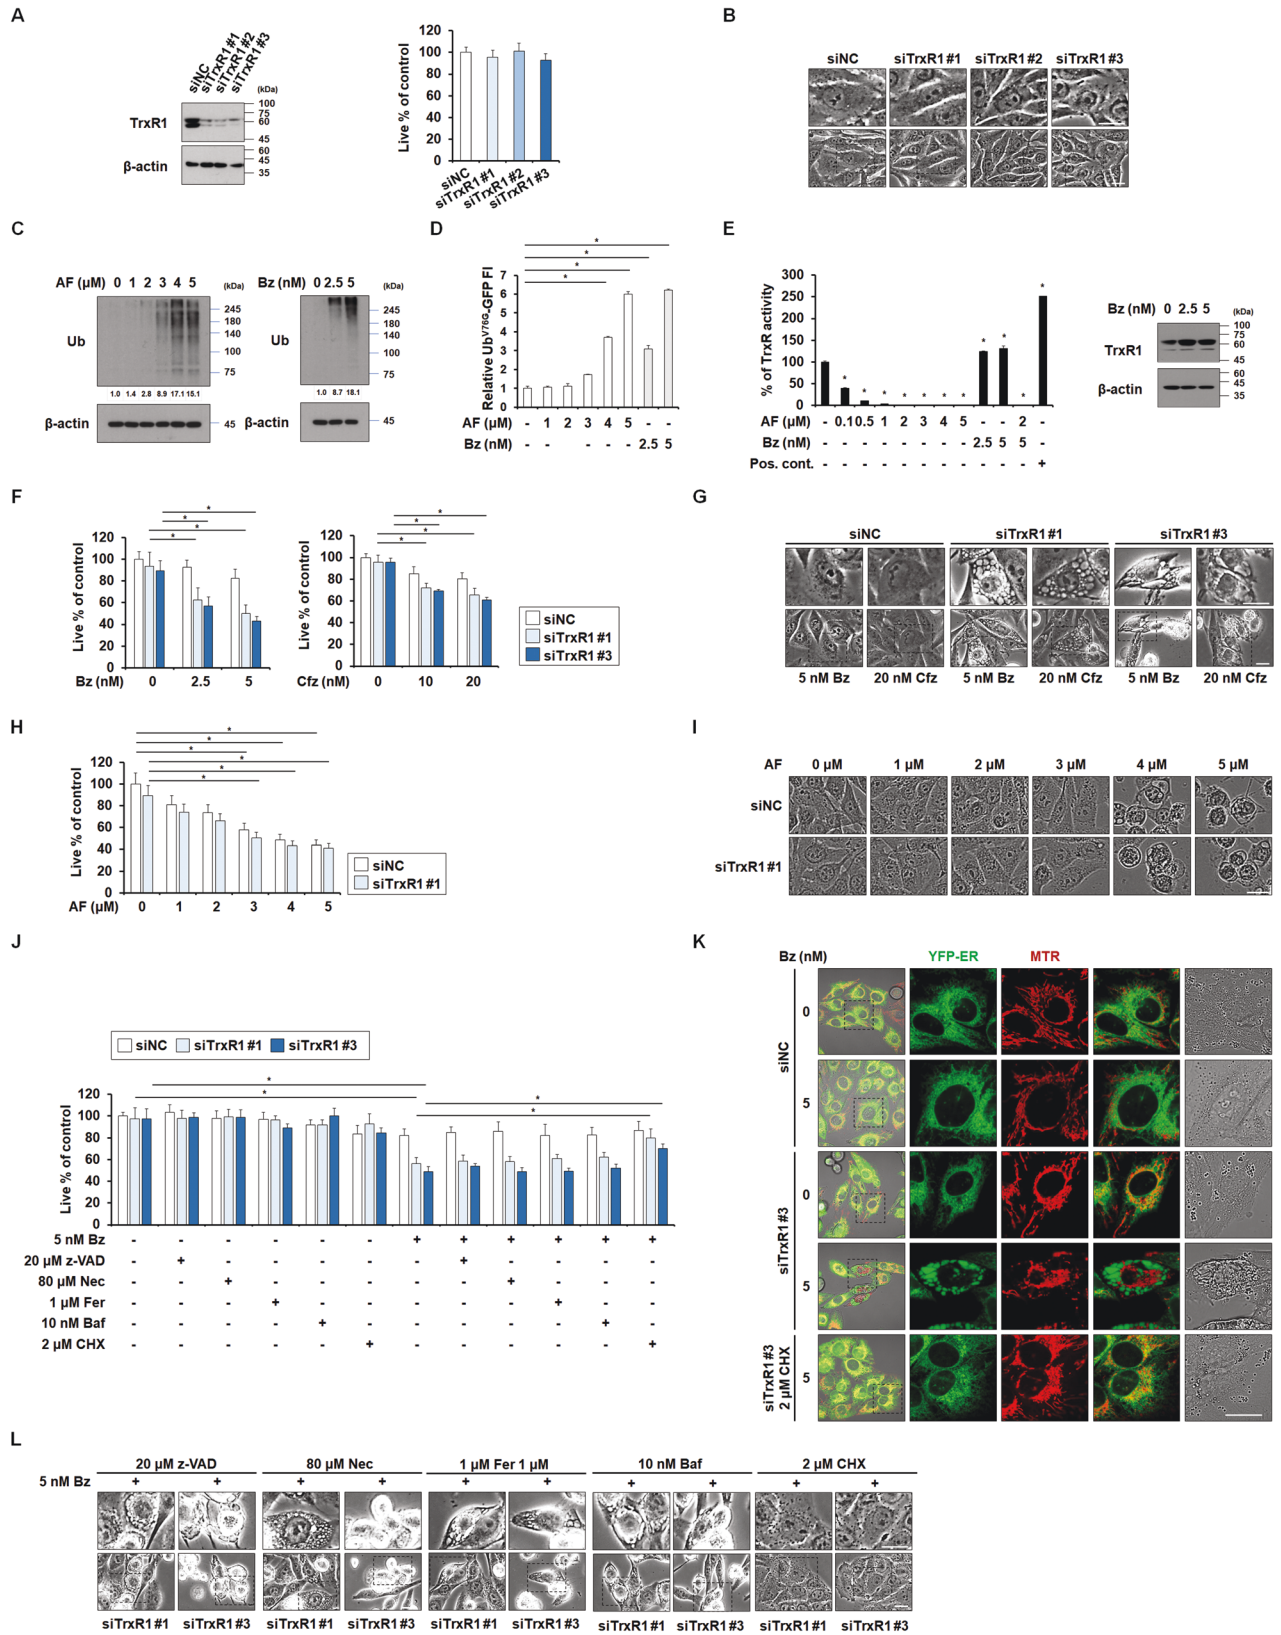 A
siNC
siTrxR1#1
siTrxR1#2
siTrxR1#3
(kDa)
100
75
60
45
TrxR1
60
45
35
β-actin
Live % of control
120
100
80
60
40
20
0
siNC
siTrxR1#1
siTrxR1#2
siTrxR1#3
B
siNC siTrxR1#1 siTrxR1#2 siTrxR1#3
C
AF (μM) 0 1 2 3 4 5 (kDa)
Ub
245
180
140
100
75
1.0 1.4 2.8 8.9 17.1 15.1
β-actin 45
Bz (nM) 0 2.5 5 (kDa)
Ub
245
180
140
100
75
1.0 8.7 18.1
β-actin 45
D
Relative UbV76G-GFP FI
7
6
5
4
3
2
1
0
* * * *
AF (μM) - 1 2 3 4 5 - -
Bz (nM) - - - - - - 2.5 5
E
% of TrxR activity
300
250
200
150
100
50
0
* * * * * * * * * * *
AF (μM) - 0.1 0.5 1 2 3 4 5 - - 2 -
Bz (nM) - - - - - - - - 2.5 5 5 -
Pos. cont. - - - - - - - - - - - +
Bz (nM) 0 2.5 5 (kDa)
TrxR1
100
75
60
45
β-actin
60
45
35
F
Live % of control
120
100
80
60
40
20
0
* * * *
Bz (nM) 0 2.5 5
Live % of control
120
100
80
60
40
20
0
* * * *
Cfz (nM) 0 10 20
siNC
siTrxR1#1
siTrxR1#3
G
siNC siTrxR1#1 siTrxR1#3
5 nM Bz 20 nM Cfz 5 nM Bz 20 nM Cfz 5 nM Bz 20 nM Cfz
H
Live % of control
120
100
80
60
40
20
0
* * * * * *
AF (μM) 0 1 2 3 4 5
siNC
siTrxR1#1
I
AF 0 μM 1 μM 2 μM 3 μM 4 μM 5 μM
siNC
siTrxR1#1
J
siNC siTrxR1#1 siTrxR1#3
Live % of control
120
100
80
60
40
20
0
* * * *
5 nM Bz - - - - - - + + + + + +
20 μM z-VAD - + - - - - - + - - - -
80 μM Nec - - + - - - - - + - - -
1 μM Fer - - - + - - - - - + - -
10 nM Baf - - - - + - - - - - + -
2 μM CHX - - - - - + - - - - - +
K
Bz (nM) YFP-ER MTR
siNC
0
5
siTrxR1#3
0
5
siTrxR1#3
2 μM CHX
5
L
20 μM z-VAD 80 μM Nec 1 μM Fer 1 μM 10 nM Baf 2 μM CHX
5 nM Bz + + + + + + + + + +
siTrxR1#1 siTrxR1#3 siTrxR1#1 siTrxR1#3 siTrxR1#1 siTrxR1#3 siTrxR1#1 siTrxR1#3 siTrxR1#1 siTrxR1#3